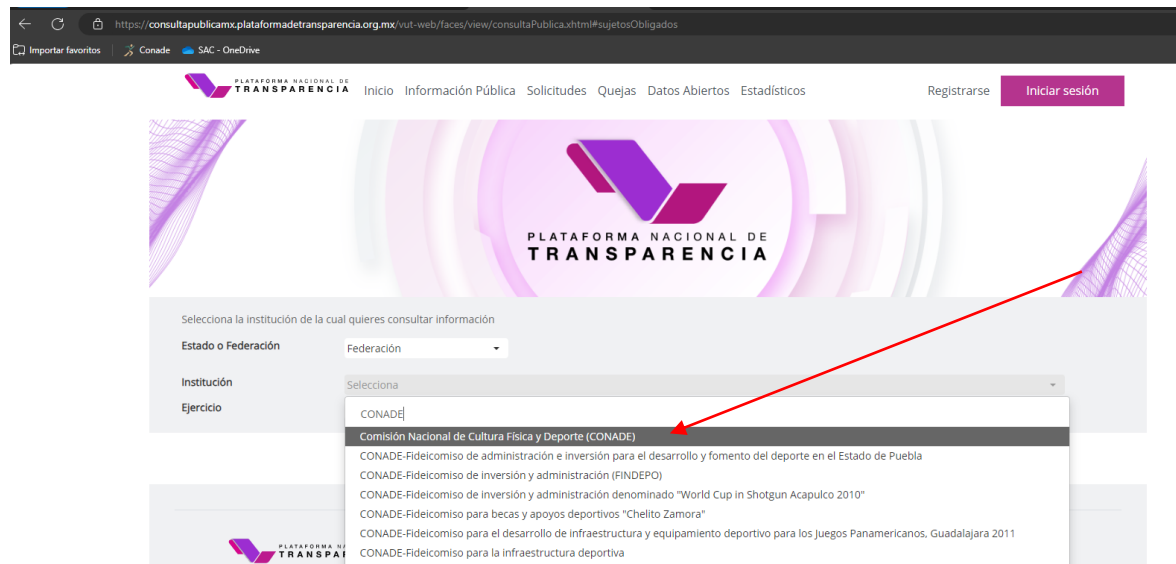 https://consultapublicamx.plataformadetransparencia.org.mx/vut-web/faces/view/consultaPublica.xhtml#sujetosObligados
Importar favoritos Conade SAC - OneDrive
PLATAFORMA NACIONAL DE
TRANSPARENCIA
Inicio Información Pública Solicitudes Quejas Datos Abiertos Estadísticos Registrarse Iniciar sesión
PLATAFORMA NACIONAL DE
TRANSPARENCIA
Selecciona la institución de la cual quieres consultar información
Estado o Federación Federación
Institución Selecciona
Ejercicio
CONADE
Comisión Nacional de Cultura Física y Deporte (CONADE)
CONADE-Fideicomiso de administración e inversión para el desarrollo y fomento del deporte en el Estado de Puebla
CONADE-Fideicomiso de inversión y administración (FINDEPO)
CONADE-Fideicomiso de inversión y administración denominado "World Cup in Shotgun Acapulco 2010"
CONADE-Fideicomiso para becas y apoyos deportivos "Chelito Zamora"
CONADE-Fideicomiso para el desarrollo de infraestructura y equipamiento deportivo para los Juegos Panamericanos, Guadalajara 2011
CONADE-Fideicomiso para la infraestructura deportiva
PLATAFORMA